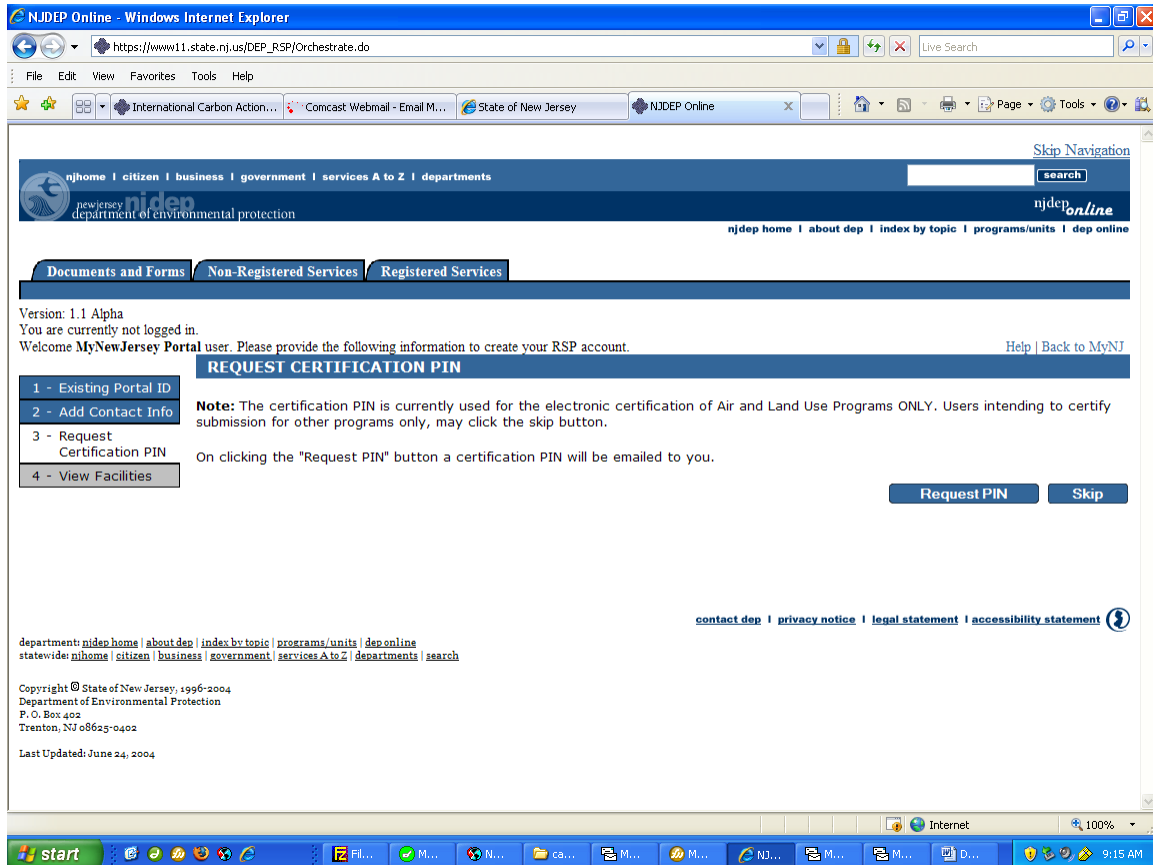 NJDEP Online - Windows Internet Explorer
https://www11.state.nj.us/DEP_RSP/Orchestrate.do
Live Search
File Edit View Favorites Tools Help
International Carbon Action... Comcast Webmail - Email M... State of New Jersey NJDEP Online Page Tools
Skip Navigation
njhome | citizen | business | government | services A to Z | departments
search
newjersey njdep
department of environmental protection
njdep online
njdep home | about dep | index by topic | programs/units | dep online
Documents and Forms Non-Registered Services Registered Services
Version: 1.1 Alpha
You are currently not logged in.
Welcome MyNewJersey Portal user. Please provide the following information to create your RSP account.
Help | Back to MyNJ
REQUEST CERTIFICATION PIN
1 - Existing Portal ID
2 - Add Contact Info
3 - Request
Certification PIN
4 - View Facilities
Note: The certification PIN is currently used for the electronic certification of Air and Land Use Programs ONLY. Users intending to certify
submission for other programs only, may click the skip button.
On clicking the "Request PIN" button a certification PIN will be emailed to you.
Request PIN Skip
contact dep | privacy notice | legal statement | accessibility statement
department: njdep home | about dep | index by topic | programs/units | dep online
statewide: njhome | citizen | business | government | services A to Z | departments | search
Copyright © State of New Jersey, 1996-2004
Department of Environmental Protection
P. O. Box 402
Trenton, NJ 08625-0402
Last Updated: June 24, 2004
Internet 100%
start Fil... M... N... ca... M... M... NJ... M... M... D... 9:15 AM